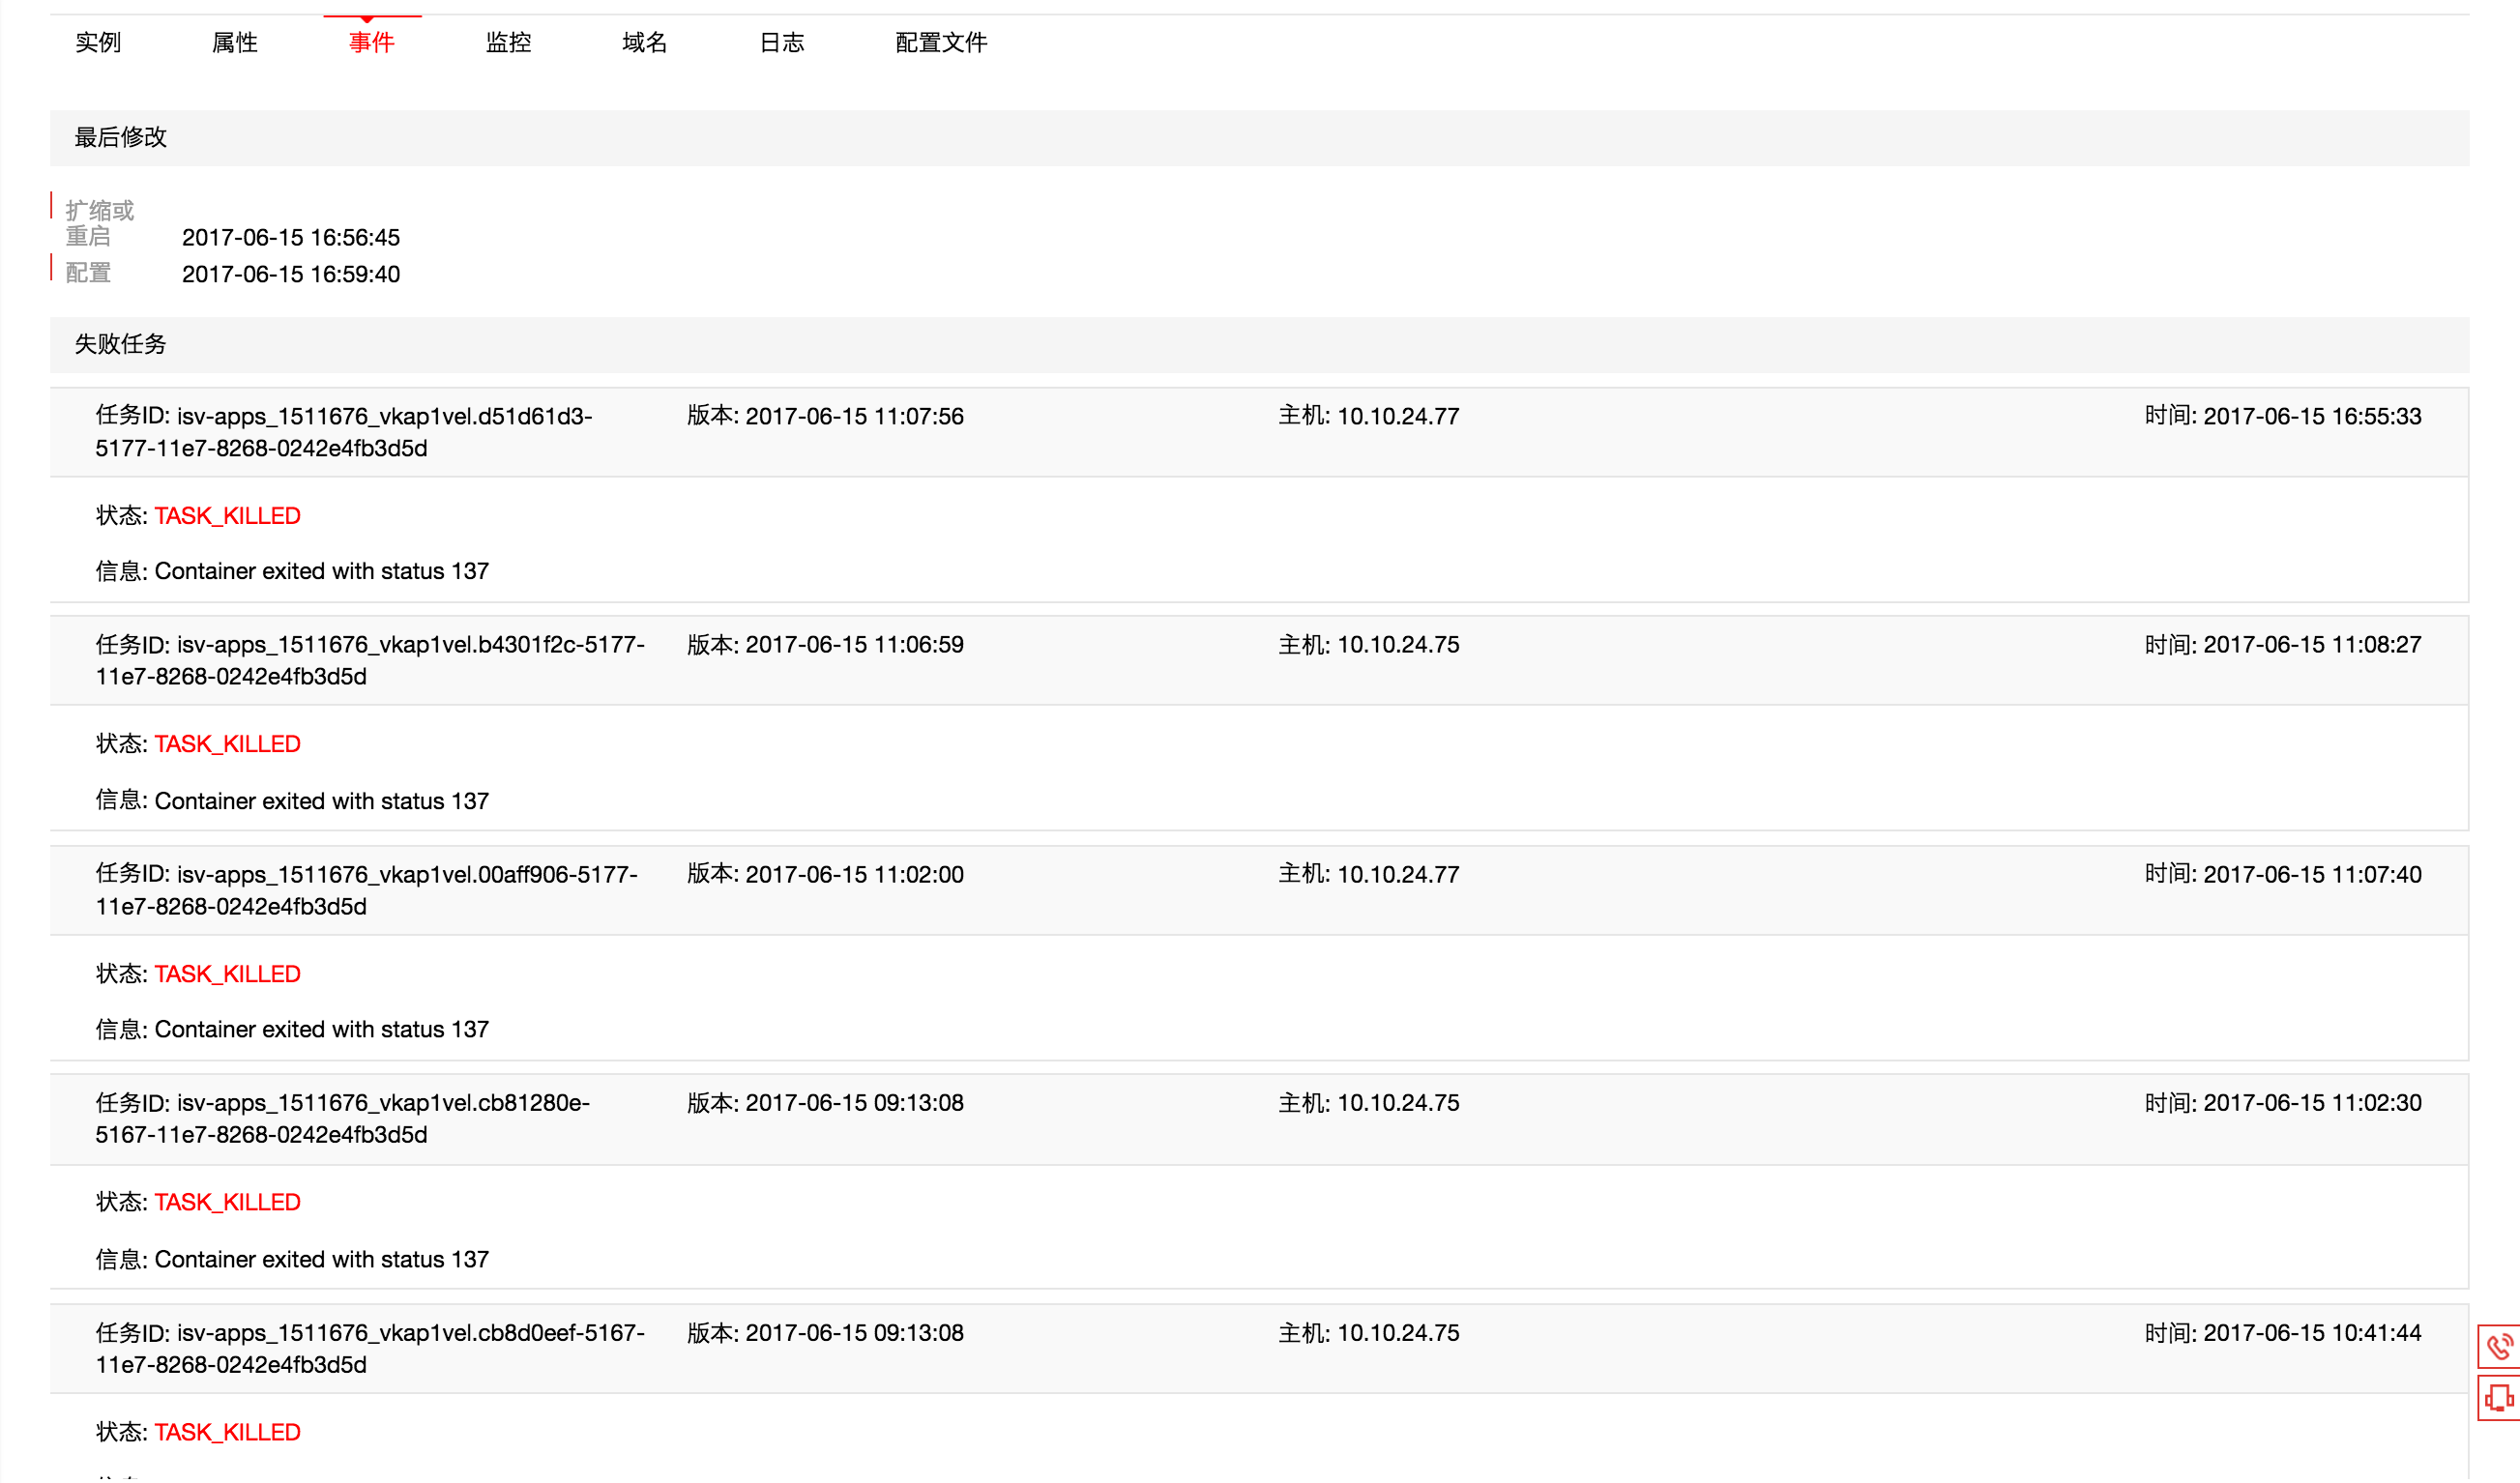 实例 属性 事件 监控 域名 日志 配置文件
最后修改
扩缩或
重启 2017-06-15 16:56:45
配置 2017-06-15 16:59:40
失败任务
任务ID: isv-apps_1511676_vkap1vel.d51d61d3- 版本: 2017-06-15 11:07:56 主机: 10.10.24.77 时间: 2017-06-15 16:55:33
5177-11e7-8268-0242e4fb3d5d
状态: TASK_KILLED
信息: Container exited with status 137
任务ID: isv-apps_1511676_vkap1vel.b4301f2c-5177- 版本: 2017-06-15 11:06:59 主机: 10.10.24.75 时间: 2017-06-15 11:08:27
11e7-8268-0242e4fb3d5d
状态: TASK_KILLED
信息: Container exited with status 137
任务ID: isv-apps_1511676_vkap1vel.00aff906-5177- 版本: 2017-06-15 11:02:00 主机: 10.10.24.77 时间: 2017-06-15 11:07:40
11e7-8268-0242e4fb3d5d
状态: TASK_KILLED
信息: Container exited with status 137
任务ID: isv-apps_1511676_vkap1vel.cb81280e- 版本: 2017-06-15 09:13:08 主机: 10.10.24.75 时间: 2017-06-15 11:02:30
5167-11e7-8268-0242e4fb3d5d
状态: TASK_KILLED
信息: Container exited with status 137
任务ID: isv-apps_1511676_vkap1vel.cb8d0eef-5167- 版本: 2017-06-15 09:13:08 主机: 10.10.24.75 时间: 2017-06-15 10:41:44
11e7-8268-0242e4fb3d5d
状态: TASK_KILLED